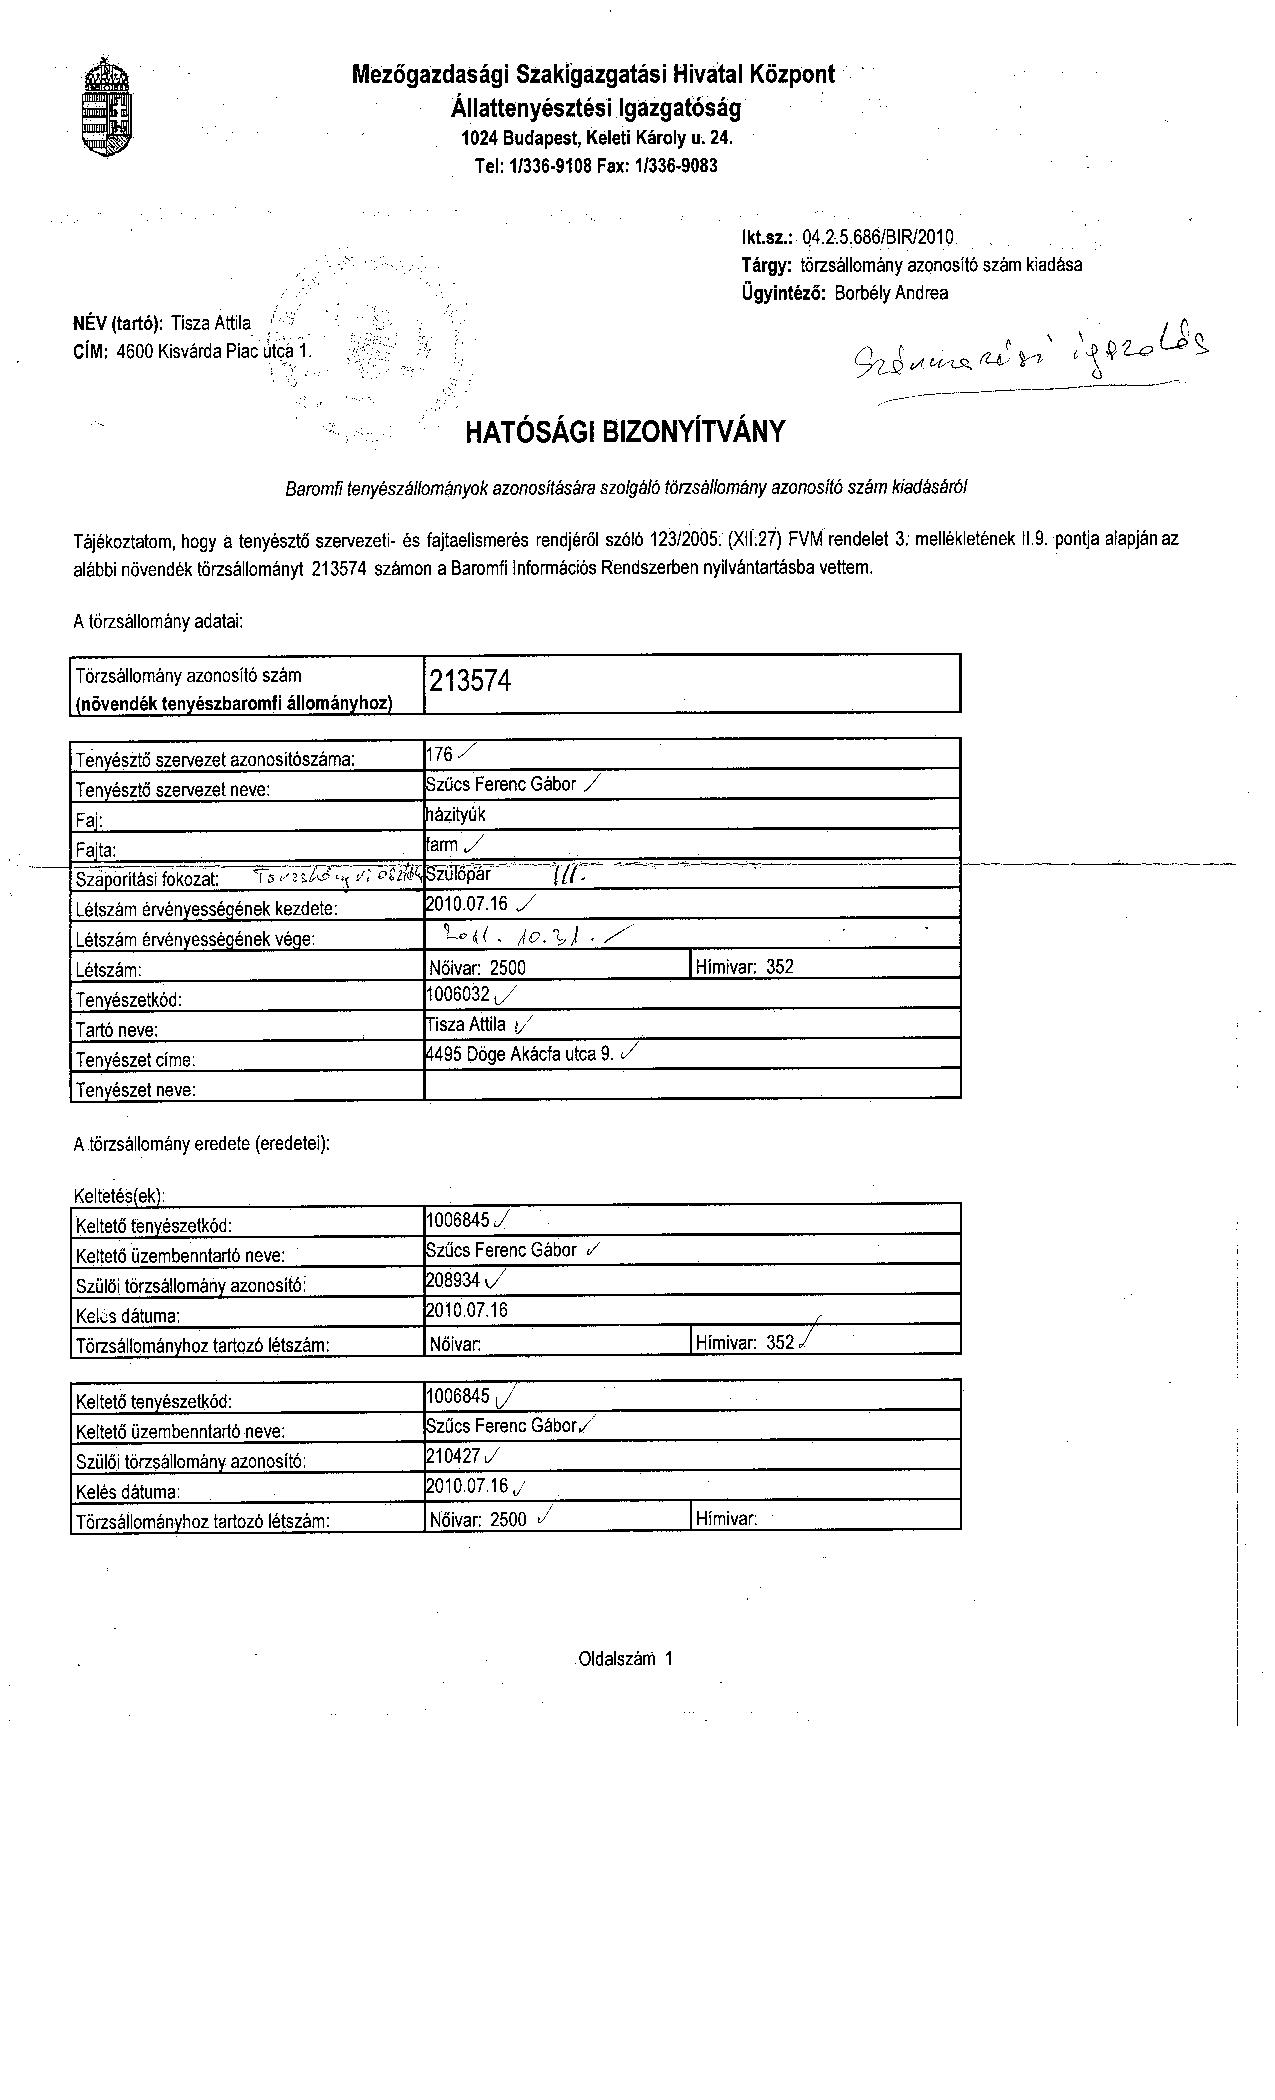 Mezőgazdasági Szakigazgatási Hivatal Központ
Állattenyésztési Igazgatóság
1024 Budapest, Keleti Károly u. 24.
Tel: 1/336-9108 Fax: 1/336-9083
Ikt.sz.: 04.2.5.686/BIR/2010
Tárgy: törzsállomány azonosító szám kiadása
Ügyintéző: Borbély Andrea
NÉV (tartó): Tisza Attila
CÍM: 4600 Kisvárda Piac utca 1.
Származási igazolás
HATÓSÁGI BIZONYÍTVÁNY
Baromfi tenyészállományok azonosítására szolgáló törzsállomány azonosító szám kiadásáról
Tájékoztatom, hogy a tenyésztő szervezeti- és fajtaelismerés rendjéről szóló 123/2005. (XII.27) FVM rendelet 3. mellékletének II.9. pontja alapján az
alábbi növendék törzsállományt 213574 számon a Baromfi Információs Rendszerben nyilvántartásba vettem.
A törzsállomány adatai:
Törzsállomány azonosító szám 213574
(növendék tenyészbaromfi állományhoz)
Tenyésztő szervezet azonosítószáma: 176
Tenyésztő szervezet neve: Szűcs Ferenc Gábor
Faj: házityúk
Fajta: farm
Szaporítási fokozat: Szülőpár III.
Létszám érvényességének kezdete: 2010.07.16
Létszám érvényességének vége: 2011. 10. 31.
Létszám: Nőivar: 2500 Hímivar: 352
Tenyészetkód: 1006032
Tartó neve: Tisza Attila
Tenyészet címe: 4495 Döge Akácfa utca 9.
Tenyészet neve:
A törzsállomány eredete (eredetei):
Keltetés(ek):
Keltető tenyészetkód: 1006845
Keltető üzembenntartó neve: Szűcs Ferenc Gábor
Szülői törzsállomány azonosító: 208934
Kelés dátuma: 2010.07.16
Törzsállományhoz tartozó létszám: Nőivar: Hímivar: 352
Keltető tenyészetkód: 1006845
Keltető üzembenntartó neve: Szűcs Ferenc Gábor
Szülői törzsállomány azonosító: 210427
Kelés dátuma: 2010.07.16
Törzsállományhoz tartozó létszám: Nőivar: 2500 Hímivar:
Oldalszám 1